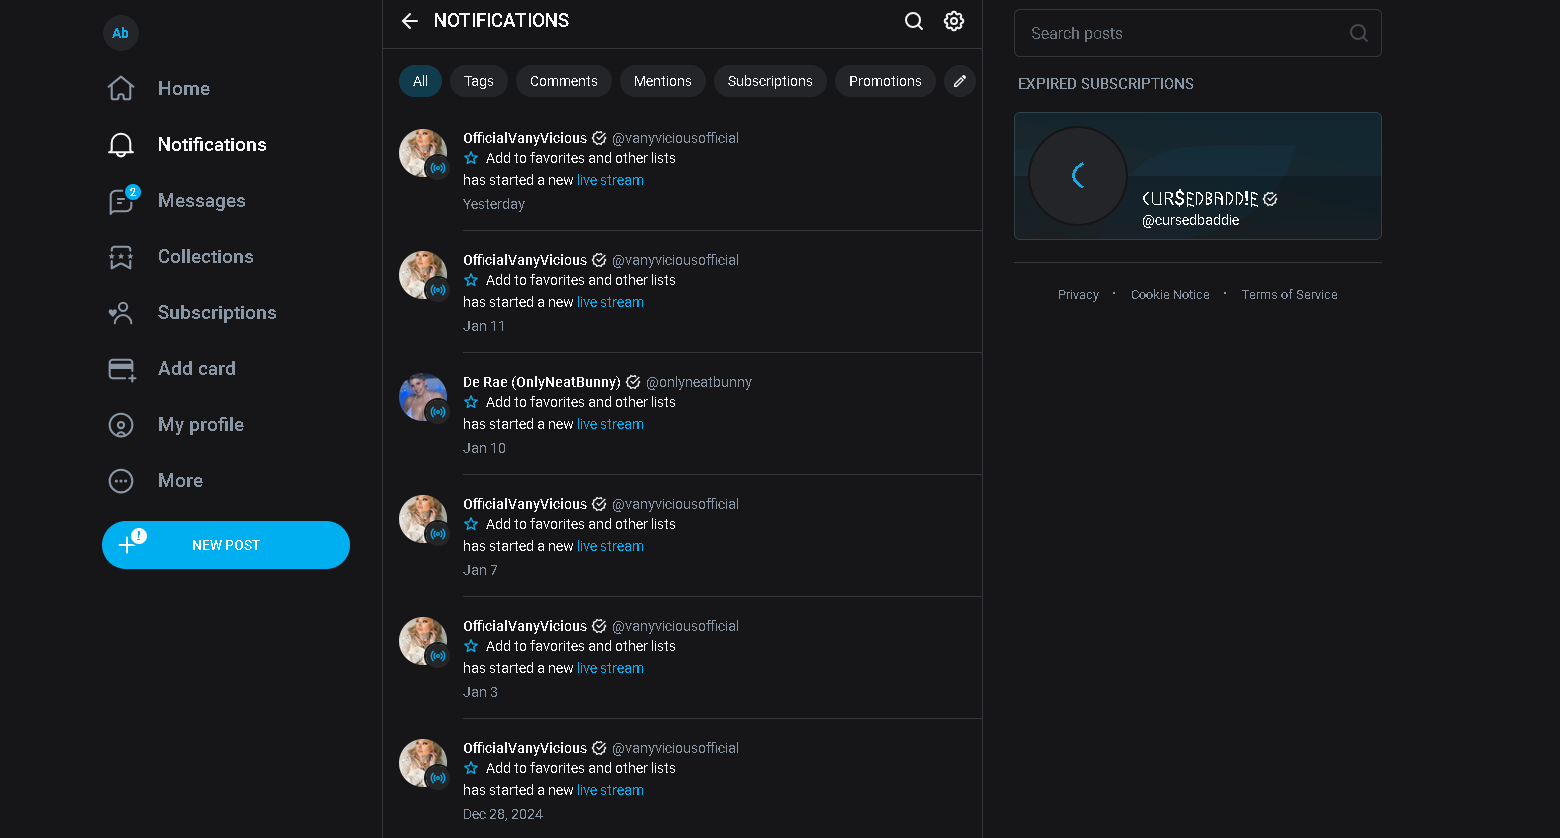 Ab
Home
Notifications
2
Messages
Collections
Subscriptions
Add card
My profile
More
!
NEW POST
NOTIFICATIONS
All Tags Comments Mentions Subscriptions Promotions
OfficialVanyVicious @vanyviciousofficial
Add to favorites and other lists
has started a new live stream
Yesterday
OfficialVanyVicious @vanyviciousofficial
Add to favorites and other lists
has started a new live stream
Jan 11
De Rae (OnlyNeatBunny) @onlyneatbunny
Add to favorites and other lists
has started a new live stream
Jan 10
OfficialVanyVicious @vanyviciousofficial
Add to favorites and other lists
has started a new live stream
Jan 7
OfficialVanyVicious @vanyviciousofficial
Add to favorites and other lists
has started a new live stream
Jan 3
OfficialVanyVicious @vanyviciousofficial
Add to favorites and other lists
has started a new live stream
Dec 28, 2024
Search posts
EXPIRED SUBSCRIPTIONS
CUR$EDBADD!E
@cursedbaddie
Privacy · Cookie Notice · Terms of Service